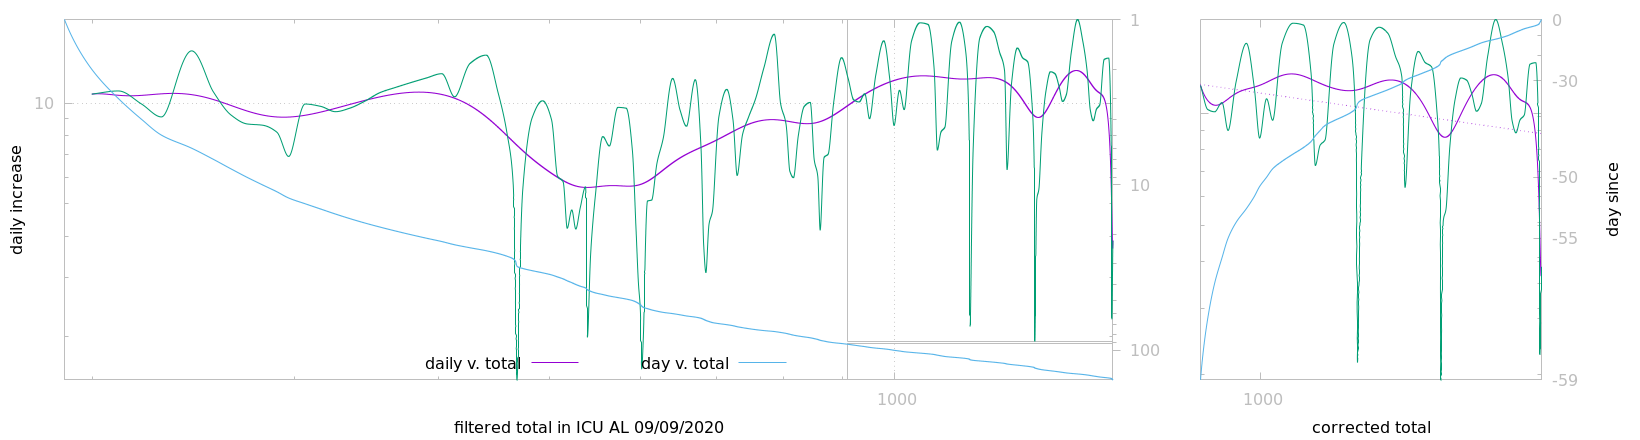 daily increase
10
daily v. total
day v. total
1
10
100
1000
filtered total in ICU AL 09/09/2020
0
-30
-50
-55
-59
day since
1000
corrected total